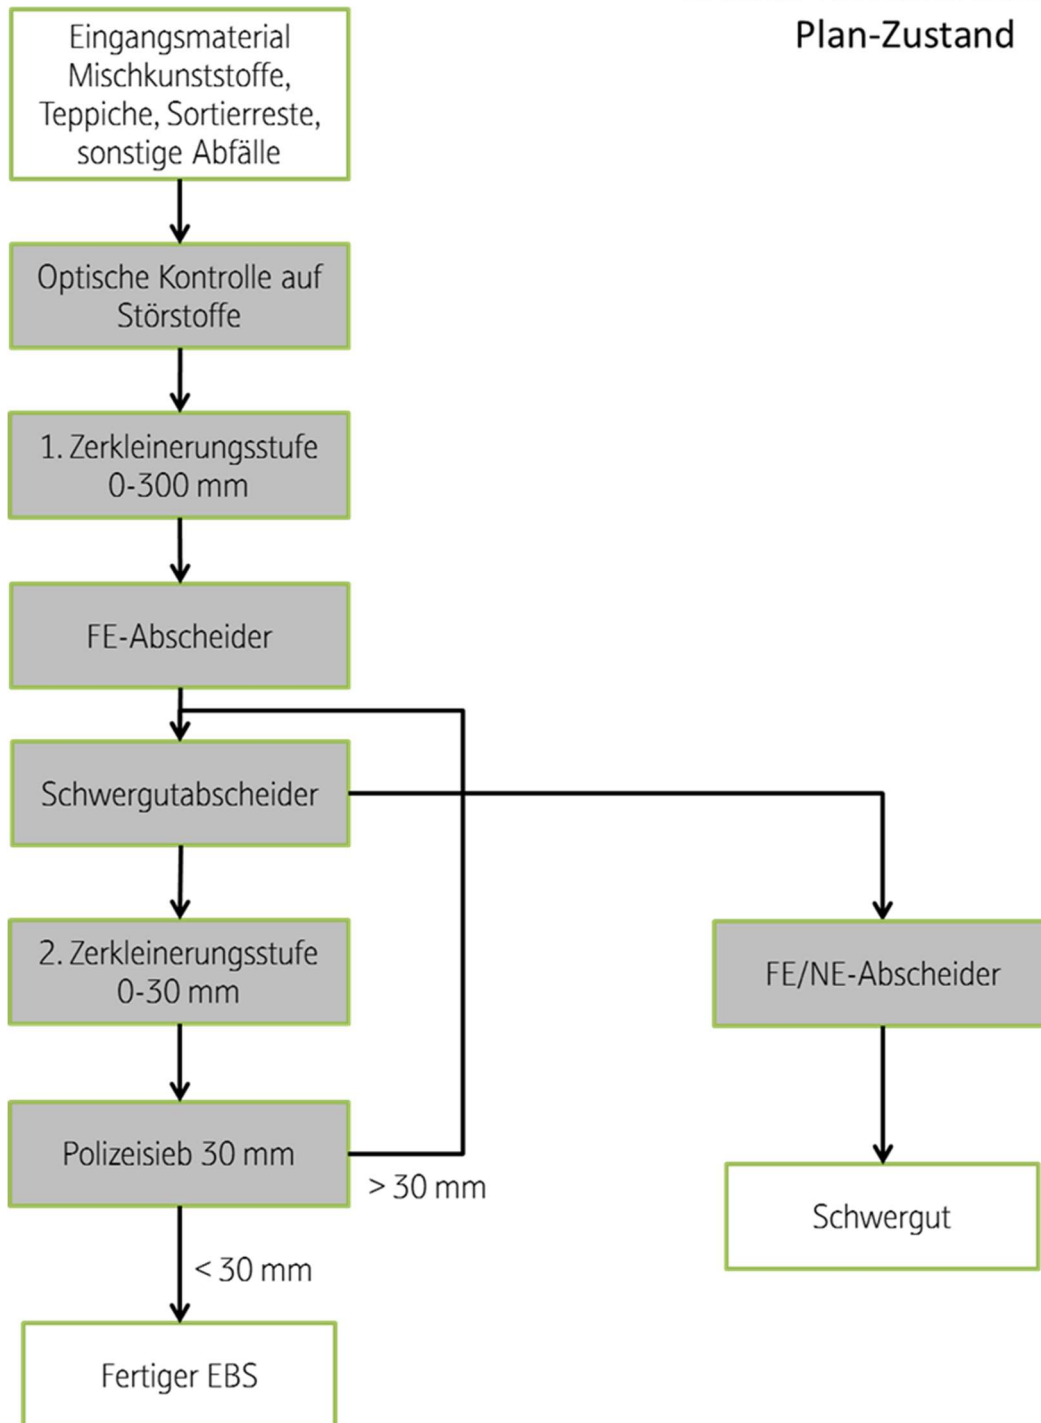 Plan-Zustand
Eingangsmaterial
Mischkunststoffe,
Teppiche, Sortierreste,
sonstige Abfälle
Optische Kontrolle auf
Störstoffe
1. Zerkleinerungsstufe
0-300 mm
FE-Abscheider
Schwergutabscheider
2. Zerkleinerungsstufe
0-30 mm
FE/NE-Abscheider
Polizeisieb 30 mm
> 30 mm
Schwergut
< 30 mm
Fertiger EBS